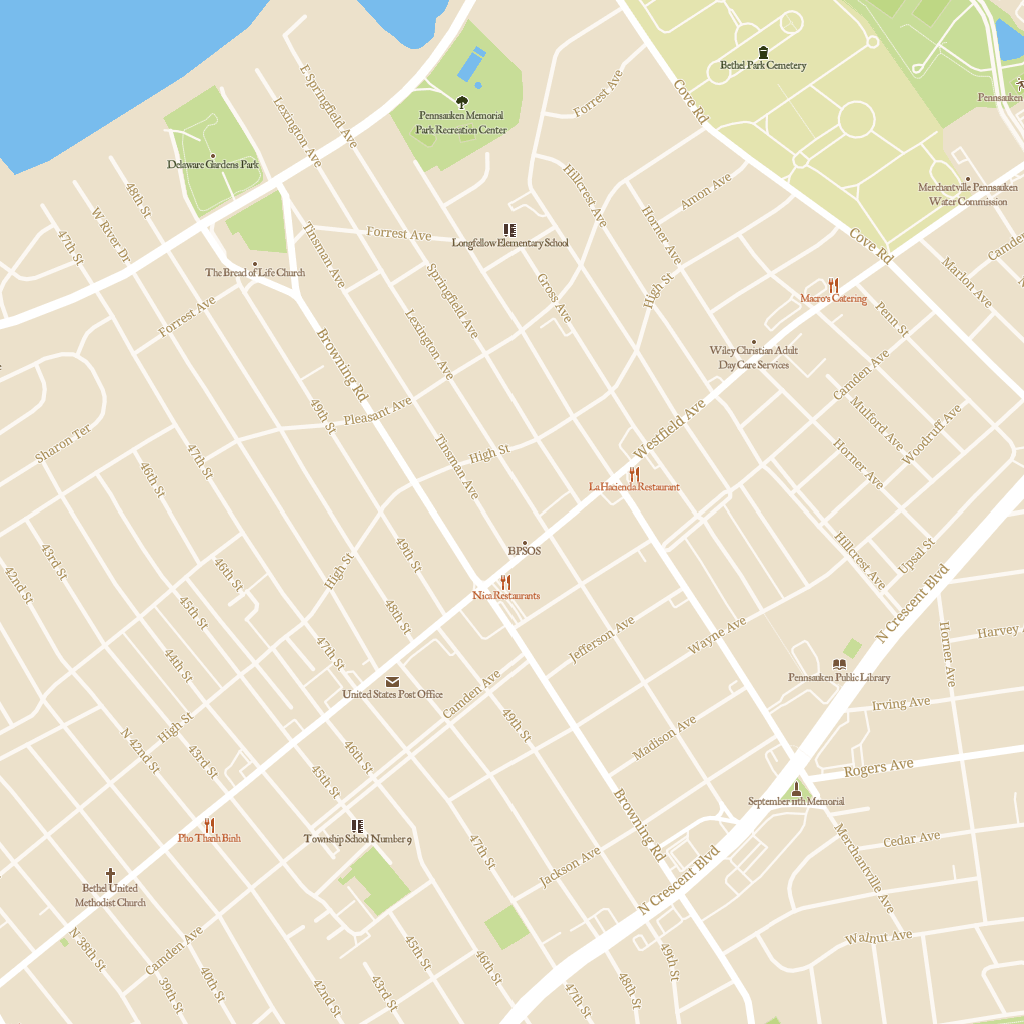 Bethel Park Cemetery
E Springfield Ave
Lexington Ave
Cove Rd
Forrest Ave
Pennsauken
Pennsauken Memorial
Park Recreation Center
Delaware Gardens Park
48th St
W River Dr
47th St
Hillcrest Ave
Amon Ave
Merchantville Pennsauken
Water Commission
Tinsman Ave
Forrest Ave
Longfellow Elementary School
Horner Ave
Cove Rd
Camden
The Bread of Life Church
Marlon Ave
Springfield Ave
Gross Ave
High St
Macro's Catering
Forrest Ave
Penn St
Lexington Ave
Browning Rd
Wiley Christian Adult
Day Care Services
Camden Ave
49th St
Pleasant Ave
Westfield Ave
Mulford Ave
Woodruff Ave
Sharon Ter
47th St
46th St
Tinsman Ave
High St
Horner Ave
La Hacienda Restaurant
43rd St
42nd St
High St
49th St
BPSOS
Hillcrest Ave
Upsal St
46th St
45th St
48th St
Nica Restaurants
N Crescent Blvd
Jefferson Ave
Wayne Ave
Horner Ave
Harvey
44th St
47th St
United States Post Office
Camden Ave
Pennsauken Public Library
Irving Ave
High St
N 42nd St
43rd St
46th St
45th St
49th St
Madison Ave
Rogers Ave
September 11th Memorial
Browning Rd
Pho Thanh Binh
Township School Number 9
47th St
Jackson Ave
Merchantville Ave
Cedar Ave
N Crescent Blvd
Bethel United
Methodist Church
N 38th St
Camden Ave
39th St
40th St
42nd St
43rd St
45th St
46th St
47th St
48th St
49th St
Walnut Ave